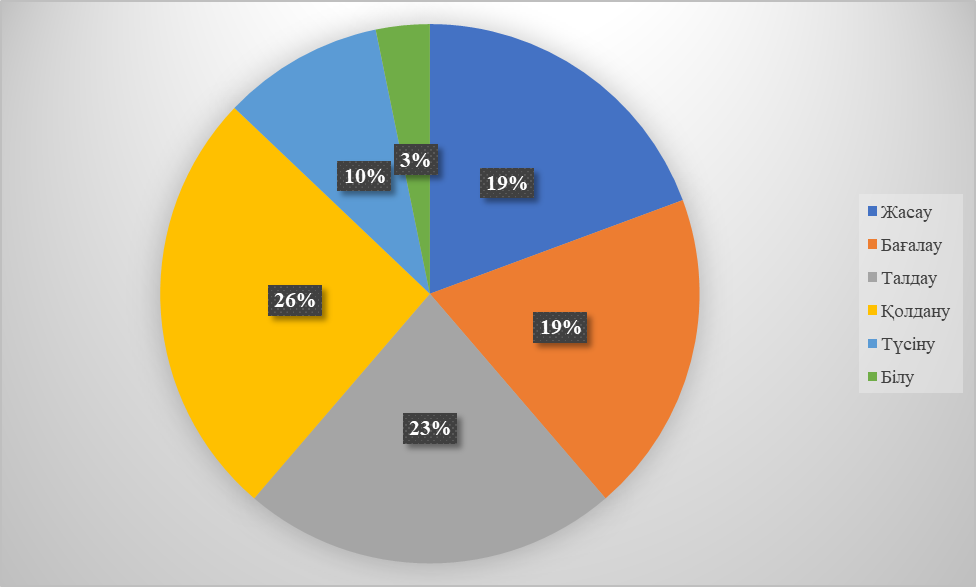 3%
10%
19%
26%
19%
23%
Жасау
Бағалау
Талдау
Қолдану
Түсіну
Білу